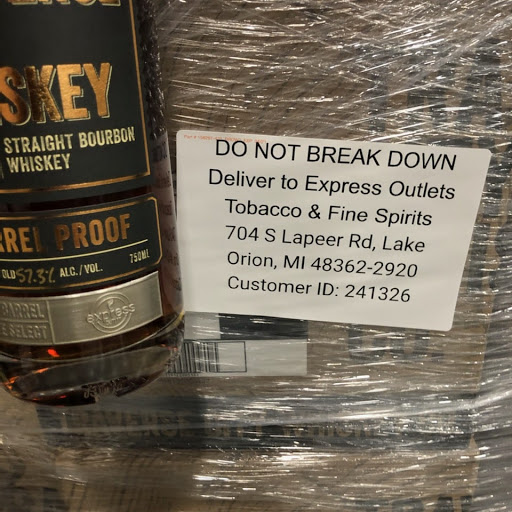 SKEY
STRAIGHT BOURBON
WHISKEY
PROOF
OLD 57.3% ALC./VOL.
750ML
BARREL
SELECT
express
DO NOT BREAK DOWN
Deliver to Express Outlets
Tobacco & Fine Spirits
704 S Lapeer Rd, Lake
Orion, MI 48362-2920
Customer ID: 241326